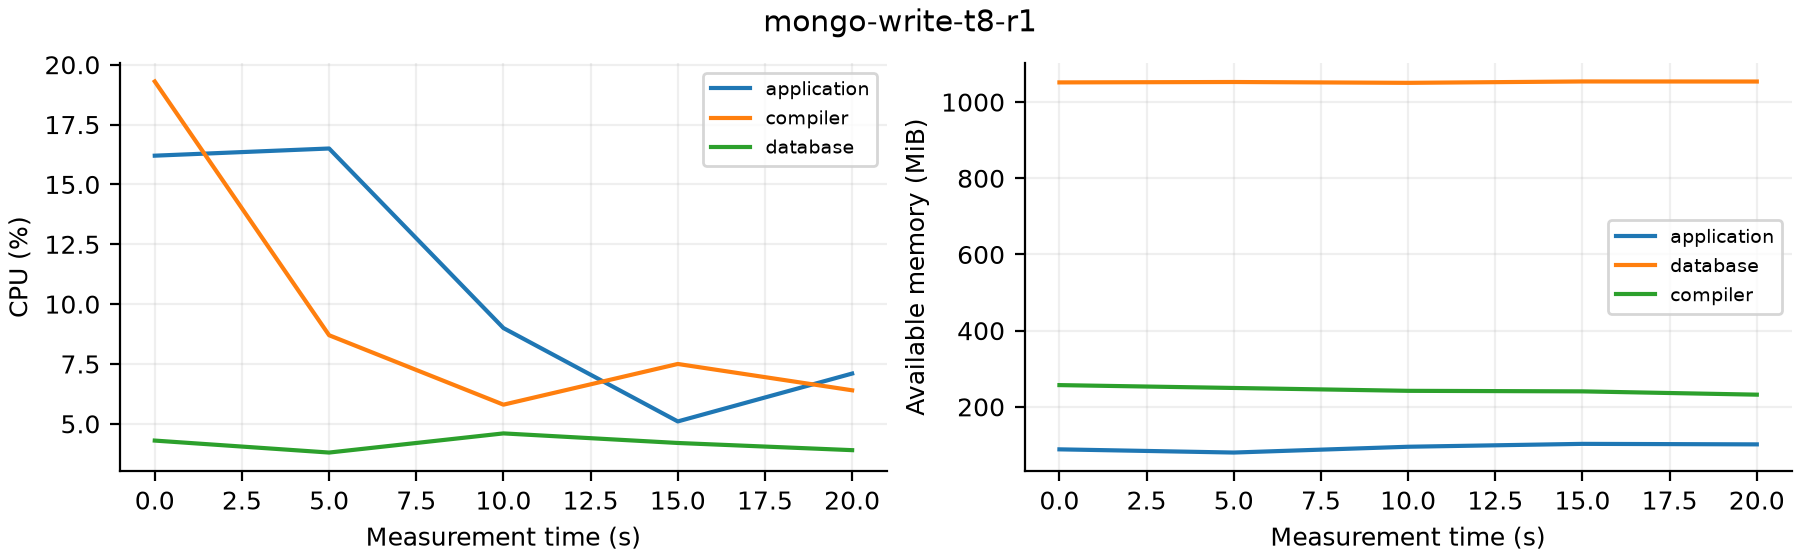 mongo-write-t8-r1
CPU (%)
20.0
17.5
15.0
12.5
10.0
7.5
5.0
application
compiler
database
0.0 2.5 5.0 7.5 10.0 12.5 15.0 17.5 20.0
Measurement time (s)
Available memory (MiB)
1000
800
600
400
200
application
database
compiler
0.0 2.5 5.0 7.5 10.0 12.5 15.0 17.5 20.0
Measurement time (s)